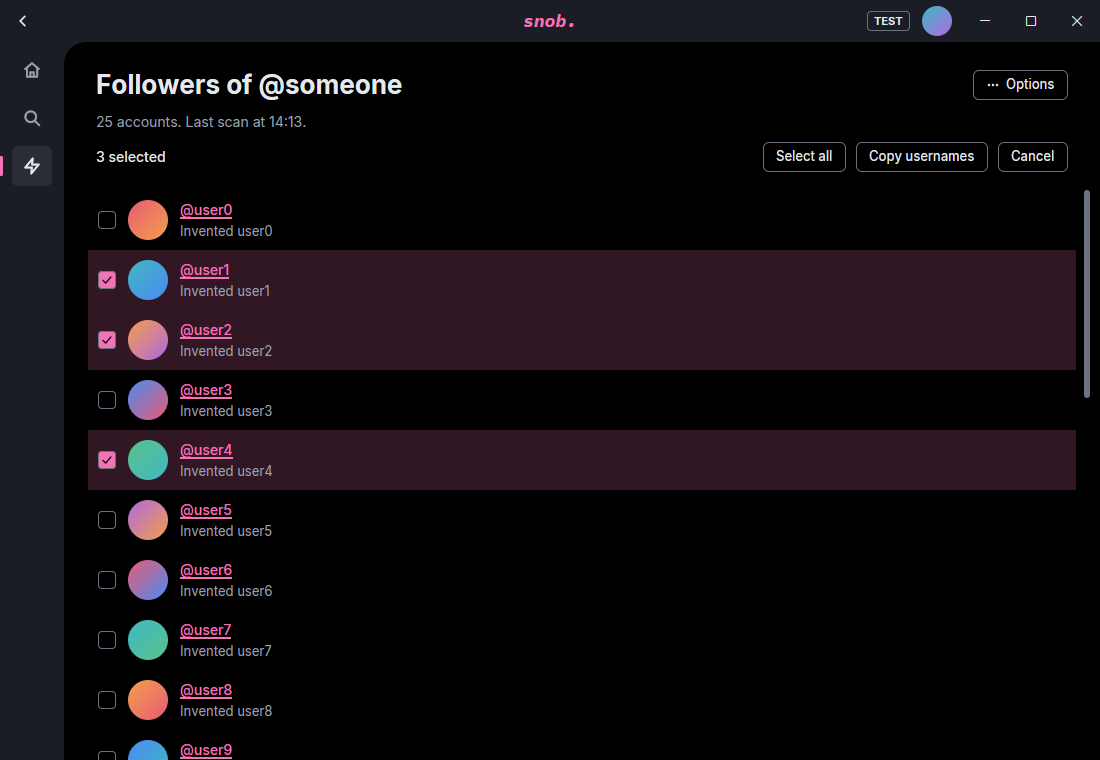 snob.
TEST
Followers of @someone
··· Options
25 accounts. Last scan at 14:13.
3 selected
Select all
Copy usernames
Cancel
@user0
Invented user0
@user1
Invented user1
@user2
Invented user2
@user3
Invented user3
@user4
Invented user4
@user5
Invented user5
@user6
Invented user6
@user7
Invented user7
@user8
Invented user8
@user9